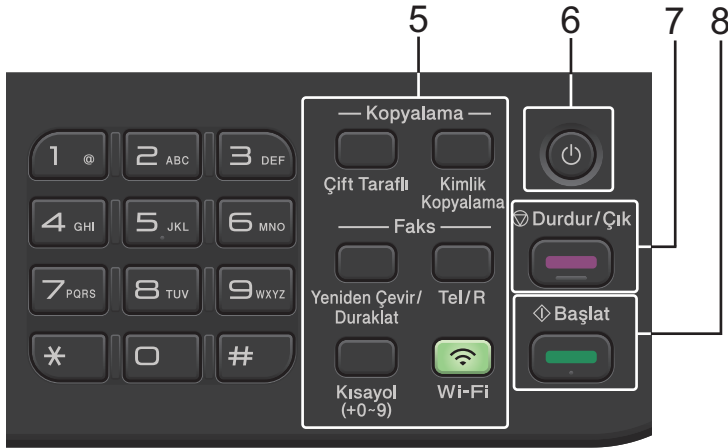 5 6 7 8
Kopyalama
Çift Taraflı
Kimlik
Kopyalama
Faks
Yeniden Çevir/
Duraklat
Tel/R
Kısayol
(+0~9)
Wi-Fi
Durdur/Çık
Başlat
1 @ 2 ABC 3 DEF
4 GHI 5 JKL 6 MNO
7 PQRS 8 TUV 9 WXYZ
* 0 #